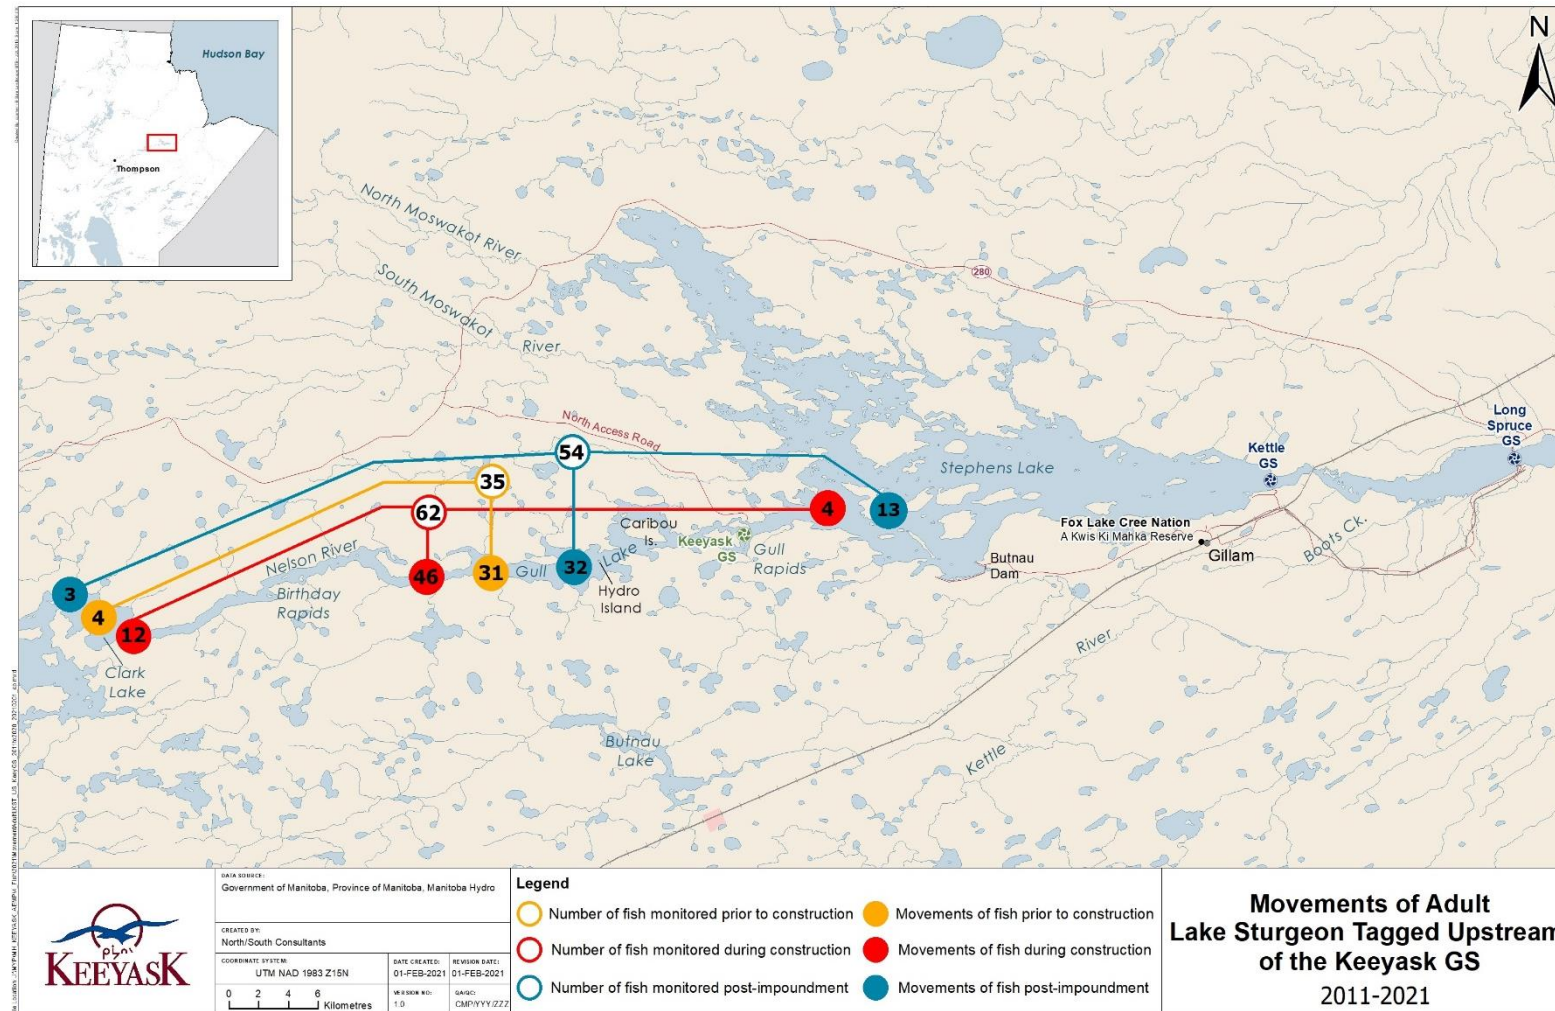 Hudson Bay
Thompson
N
North Moswakot River
South Moswakot
River
280
North Access Road
Long
Spruce
GS
Kettle
GS
Stephens Lake
54
35
62
4
13
Caribou
Is.
Keeyask
GS
Gull
Rapids
Fox Lake Cree Nation
A Kwis Ki Mahka Reserve
Gillam
Boots Ck.
Butnau
Dam
Nelson River
Birthday
Rapids
46
31
Gull
32
Lake
Hydro
Island
3
4
12
Clark
Lake
River
Kettle
Butnau
Lake
KEEYASK
DATA SOURCE:
Government of Manitoba, Province of Manitoba, Manitoba Hydro
CREATED BY:
North/South Consultants
COORDINATE SYSTEM:
UTM NAD 1983 Z15N
DATE CREATED:
01-FEB-2021
REVISION DATE:
01-FEB-2021
0 2 4 6
Kilometres
VERSION NO:
1.0
QA/QC:
CMP/YYY/ZZZ
Legend
Number of fish monitored prior to construction
Movements of fish prior to construction
Number of fish monitored during construction
Movements of fish during construction
Number of fish monitored post-impoundment
Movements of fish post-impoundment
Movements of Adult
Lake Sturgeon Tagged Upstream
of the Keeyask GS
2011-2021